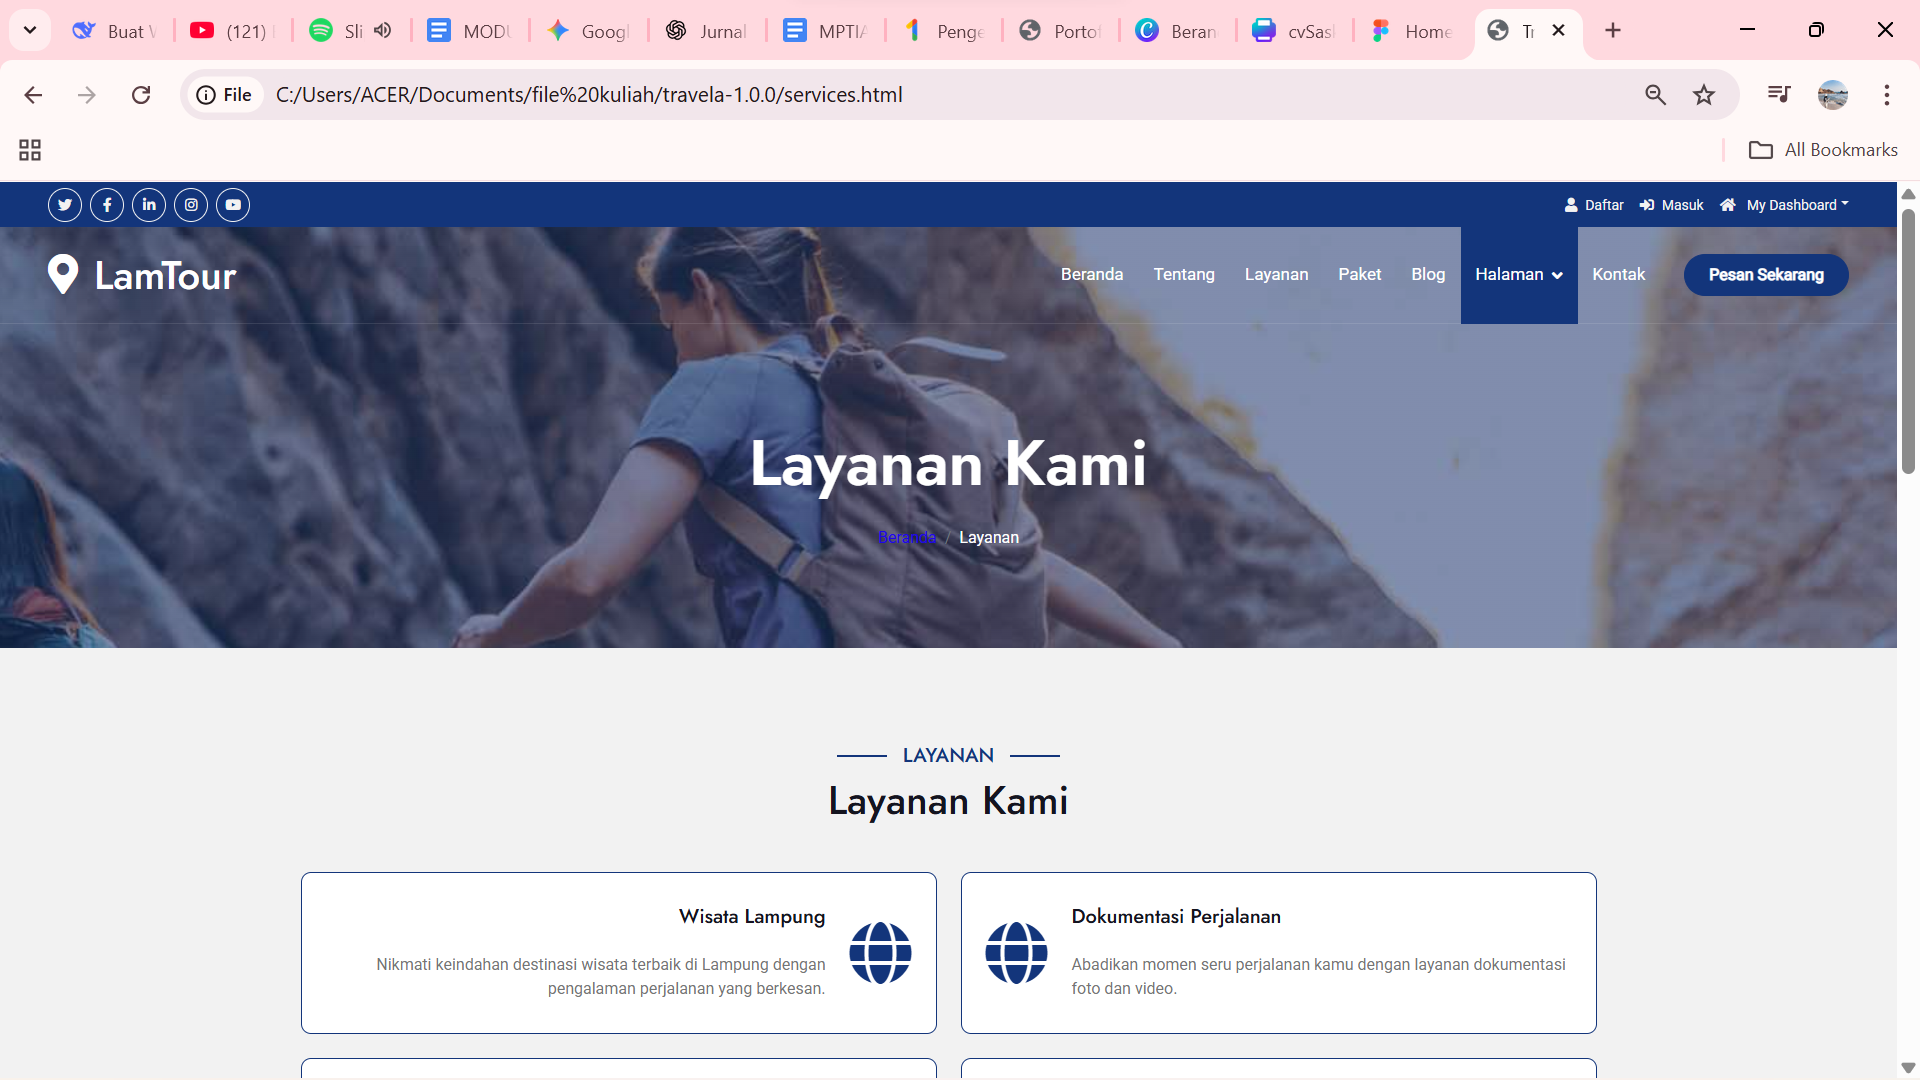 Buat
(121)
Sli
MODU
Googl
Jurnal
MPTIA
Penge
Portof
Beran
cvSasl
Home
Tr
File
C:/Users/ACER/Documents/file%20kuliah/travela-1.0.0/services.html
All Bookmarks
Daftar
Masuk
My Dashboard
LamTour
Beranda
Tentang
Layanan
Paket
Blog
Halaman
Kontak
Pesan Sekarang
Layanan Kami
Beranda / Layanan
LAYANAN
Layanan Kami
Wisata Lampung
Nikmati keindahan destinasi wisata terbaik di Lampung dengan
pengalaman perjalanan yang berkesan.
Dokumentasi Perjalanan
Abadikan momen seru perjalanan kamu dengan layanan dokumentasi
foto dan video.